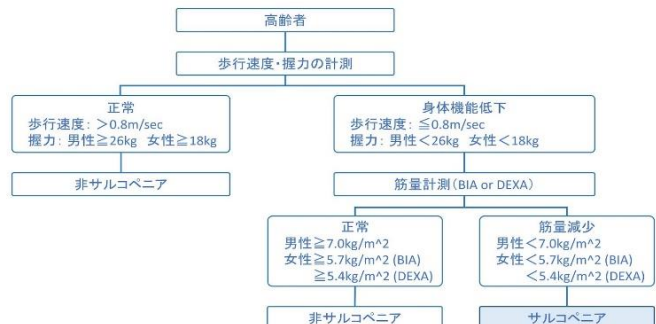 高齢者
歩行速度・握力の計測
正常
歩行速度: ＞0.8m/sec
握力: 男性≧26kg 女性≧18kg
身体機能低下
歩行速度: ≦0.8m/sec
握力: 男性＜26kg 女性＜18kg
非サルコペニア
筋量計測（BIA or DEXA）
正常
男性≧7.0kg/m^2
女性≧5.7kg/m^2 (BIA)
≧5.4kg/m^2 (DEXA)
筋量減少
男性＜7.0kg/m^2
女性＜5.7kg/m^2 (BIA)
＜5.4kg/m^2 (DEXA)
非サルコペニア
サルコペニア